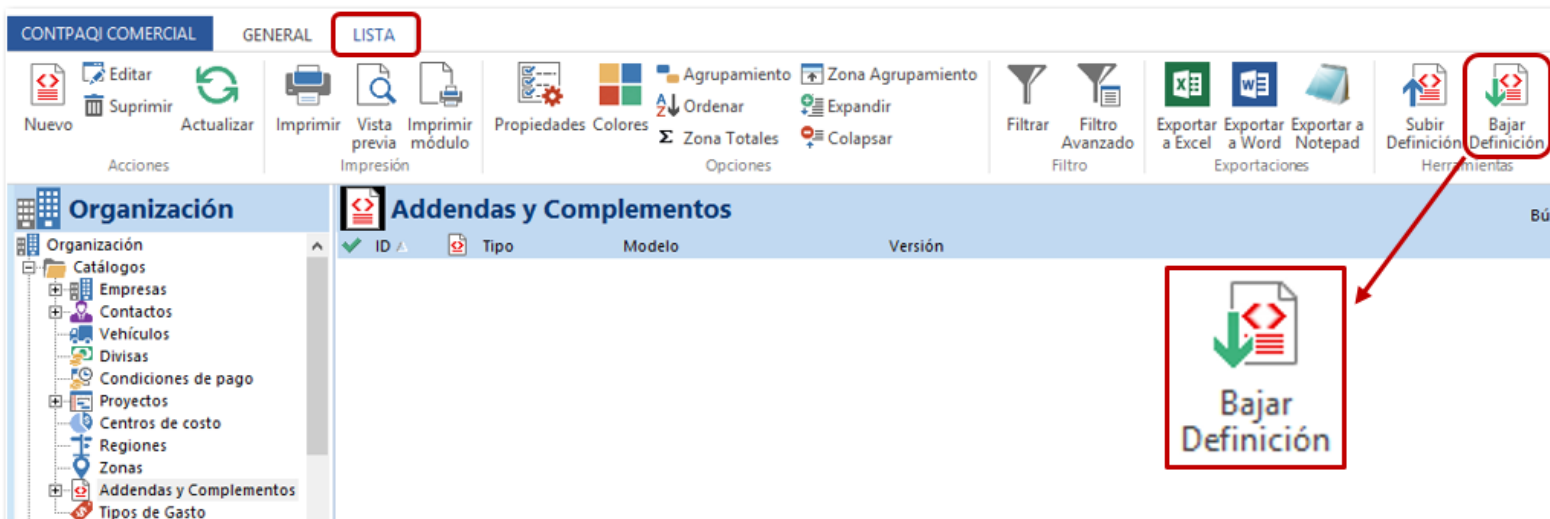 CONTPAQI COMERCIAL GENERAL LISTA
Editar Agrupamiento Zona Agrupamiento
Suprimir Ordenar Expandir
Nuevo Actualizar Imprimir Vista previa Imprimir módulo Propiedades Colores Σ Zona Totales Colapsar Filtrar Filtro Avanzado Exportar a Excel Exportar a Word Exportar a Notepad Subir Definición Bajar Definición
Acciones Impresión Opciones Filtro Exportaciones Herramientas
Organización Addendas y Complementos
Bú
Organización ID Tipo Modelo Versión
Catálogos
Empresas
Contactos
Vehículos
Divisas
Condiciones de pago
Proyectos
Centros de costo
Regiones
Zonas
Addendas y Complementos
Tipos de Gasto
Bajar
Definición